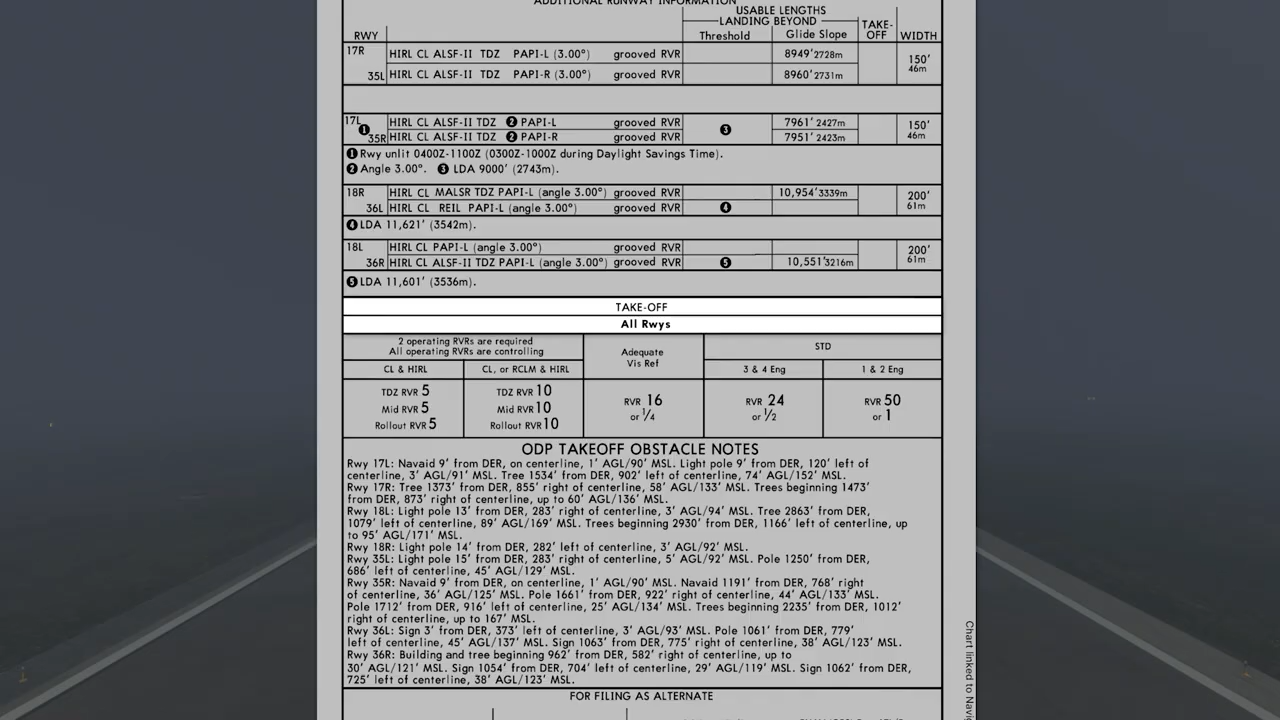 ADDITIONAL RUNWAY INFORMATION
USABLE LENGTHS
LANDING BEYOND
RWY Threshold Glide Slope TAKE-OFF WIDTH
17R HIRL CL ALSF-II TDZ PAPI-L (3.00°) grooved RVR 8949' 2728m 150'
35L HIRL CL ALSF-II TDZ PAPI-R (3.00°) grooved RVR 8960' 2731m 46m
17L ❶ HIRL CL ALSF-II TDZ ❷ PAPI-L grooved RVR ❸ 7961' 2427m 150'
35R HIRL CL ALSF-II TDZ ❷ PAPI-R grooved RVR 7951' 2423m 46m
❶ Rwy unlit 0400Z-1100Z (0300Z-1000Z during Daylight Savings Time).
❷ Angle 3.00°. ❸ LDA 9000' (2743m).
18R HIRL CL MALSR TDZ PAPI-L (angle 3.00°) grooved RVR 10,954' 3339m 200'
36L HIRL CL REIL PAPI-L (angle 3.00°) grooved RVR ❹ 61m
❹ LDA 11,621' (3542m).
18L HIRL CL PAPI-L (angle 3.00°) grooved RVR 200'
36R HIRL CL ALSF-II TDZ PAPI-L (angle 3.00°) grooved RVR ❺ 10,551' 3216m 61m
❺ LDA 11,601' (3536m).
TAKE-OFF
All Rwys
2 operating RVRs are required
All operating RVRs are controlling
Adequate
Vis Ref
STD
CL & HIRL CL, or RCLM & HIRL 3 & 4 Eng 1 & 2 Eng
TDZ RVR 5 TDZ RVR 10
Mid RVR 5 Mid RVR 10 RVR 16 RVR 24 RVR 50
Rollout RVR 5 Rollout RVR 10 or 1/4 or 1/2 or 1
ODP TAKEOFF OBSTACLE NOTES
Rwy 17L: Navaid 9' from DER, on centerline, 1' AGL/90' MSL. Light pole 9' from DER, 120' left of
centerline, 3' AGL/91' MSL. Tree 1534' from DER, 902' left of centerline, 74' AGL/152' MSL.
Rwy 17R: Tree 1373' from DER, 855' right of centerline, 58' AGL/133' MSL. Trees beginning 1473'
from DER, 873' right of centerline, up to 60' AGL/136' MSL.
Rwy 18L: Light pole 13' from DER, 283' right of centerline, 3' AGL/94' MSL. Tree 2863' from DER,
1079' left of centerline, 89' AGL/169' MSL. Trees beginning 2930' from DER, 1166' left of centerline, up
to 95' AGL/171' MSL.
Rwy 18R: Light pole 14' from DER, 282' left of centerline, 3' AGL/92' MSL.
Rwy 35L: Light pole 15' from DER, 283' right of centerline, 5' AGL/92' MSL. Pole 1250' from DER,
686' left of centerline, 45' AGL/129' MSL.
Rwy 35R: Navaid 9' from DER, on centerline, 1' AGL/90' MSL. Navaid 1191' from DER, 768' right
of centerline, 36' AGL/125' MSL. Pole 1661' from DER, 922' right of centerline, 44' AGL/133' MSL.
Pole 1712' from DER, 916' left of centerline, 25' AGL/134' MSL. Trees beginning 2235' from DER, 1012'
right of centerline, up to 167' MSL.
Rwy 36L: Sign 3' from DER, 373' left of centerline, 3' AGL/93' MSL. Pole 1061' from DER, 779'
left of centerline, 45' AGL/137' MSL. Sign 1063' from DER, 775' right of centerline, 38' AGL/123' MSL.
Rwy 36R: Building and tree beginning 962' from DER, 582' right of centerline, up to
30' AGL/121' MSL. Sign 1054' from DER, 704' left of centerline, 29' AGL/119' MSL. Sign 1062' from DER,
725' left of centerline, 38' AGL/123' MSL.
FOR FILING AS ALTERNATE
Chart linked to Navig